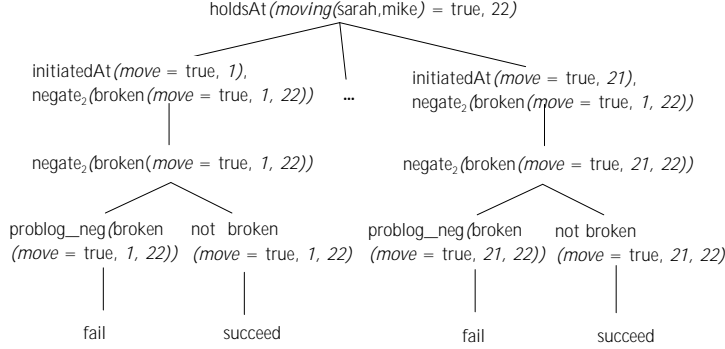 holdsAt(moving(sarah,mike) = true, 22)
initiatedAt(move = true, 1),
negate₂(broken(move = true, 1, 22))
...
initiatedAt(move = true, 21),
negate₂(broken(move = true, 1, 22))
negate₂(broken(move = true, 1, 22))
negate₂(broken(move = true, 21, 22))
problog_neg(broken
(move = true, 1, 22))
not broken
(move = true, 1, 22)
problog_neg(broken
(move = true, 21, 22))
not broken
(move = true, 21, 22)
fail
succeed
fail
succeed